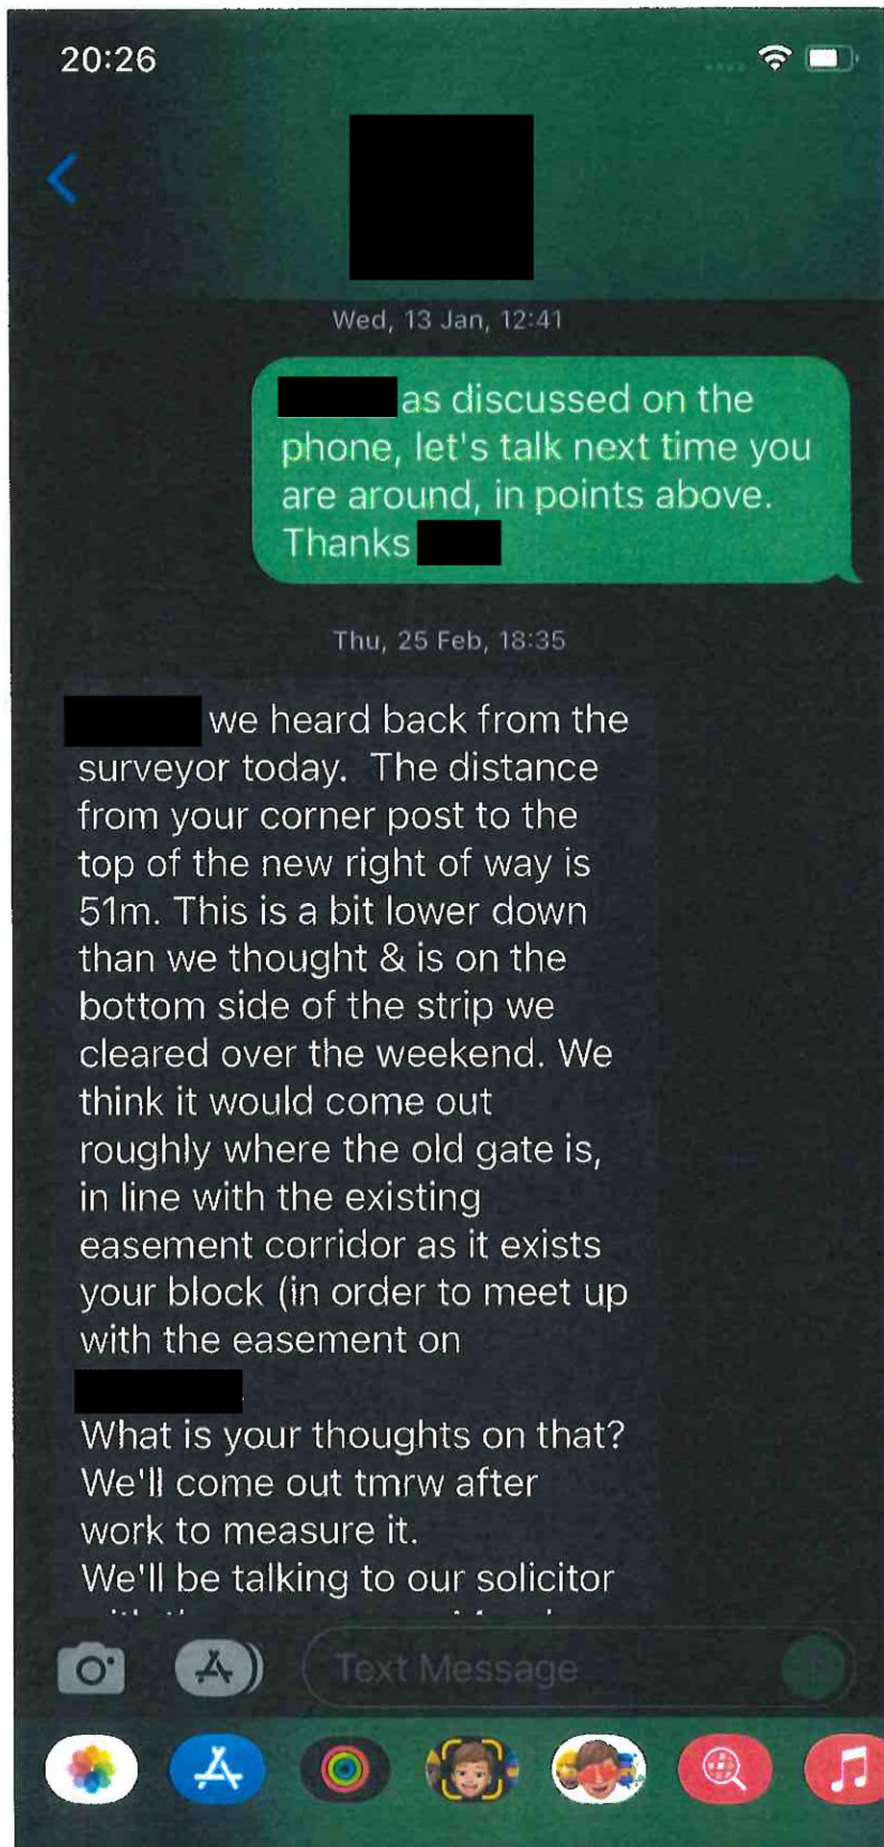 20:26
Wed, 13 Jan, 12:41
as discussed on the
phone, let's talk next time you
are around, in points above.
Thanks
Thu, 25 Feb, 18:35
we heard back from the
surveyor today. The distance
from your corner post to the
top of the new right of way is
51m. This is a bit lower down
than we thought & is on the
bottom side of the strip we
cleared over the weekend. We
think it would come out
roughly where the old gate is,
in line with the existing
easement corridor as it exists
your block (in order to meet up
with the easement on
What is your thoughts on that?
We'll come out tmrw after
work to measure it.
We'll be talking to our solicitor
Text Message